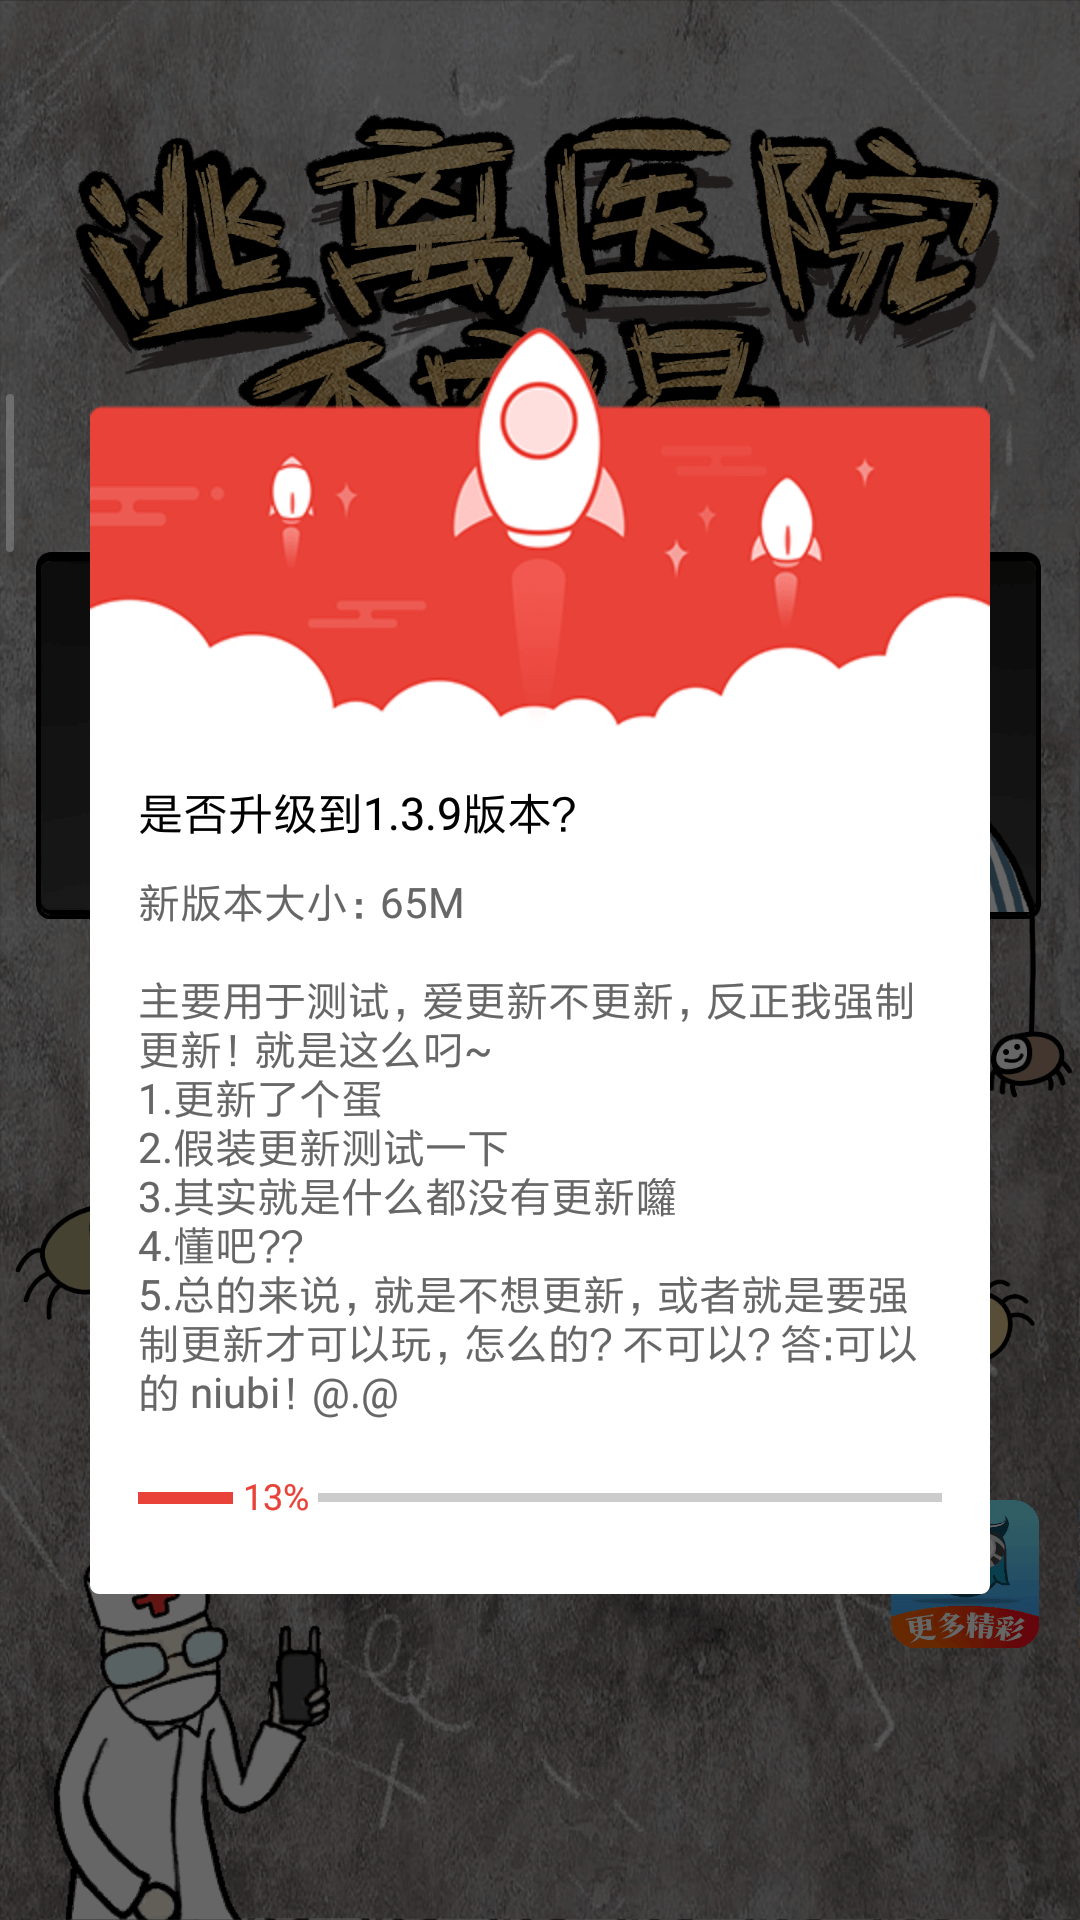 逃离医院
是否升级到1.3.9版本？
新版本大小：65M
主要用于测试，爱更新不更新，反正我强制
更新！就是这么叼~
1.更新了个蛋
2.假装更新测试一下
3.其实就是什么都没有更新囖
4.懂吧??
5.总的来说，就是不想更新，或者就是要强
制更新才可以玩，怎么的？不可以？答:可以
的 niubi！@.@
13%
更多精彩